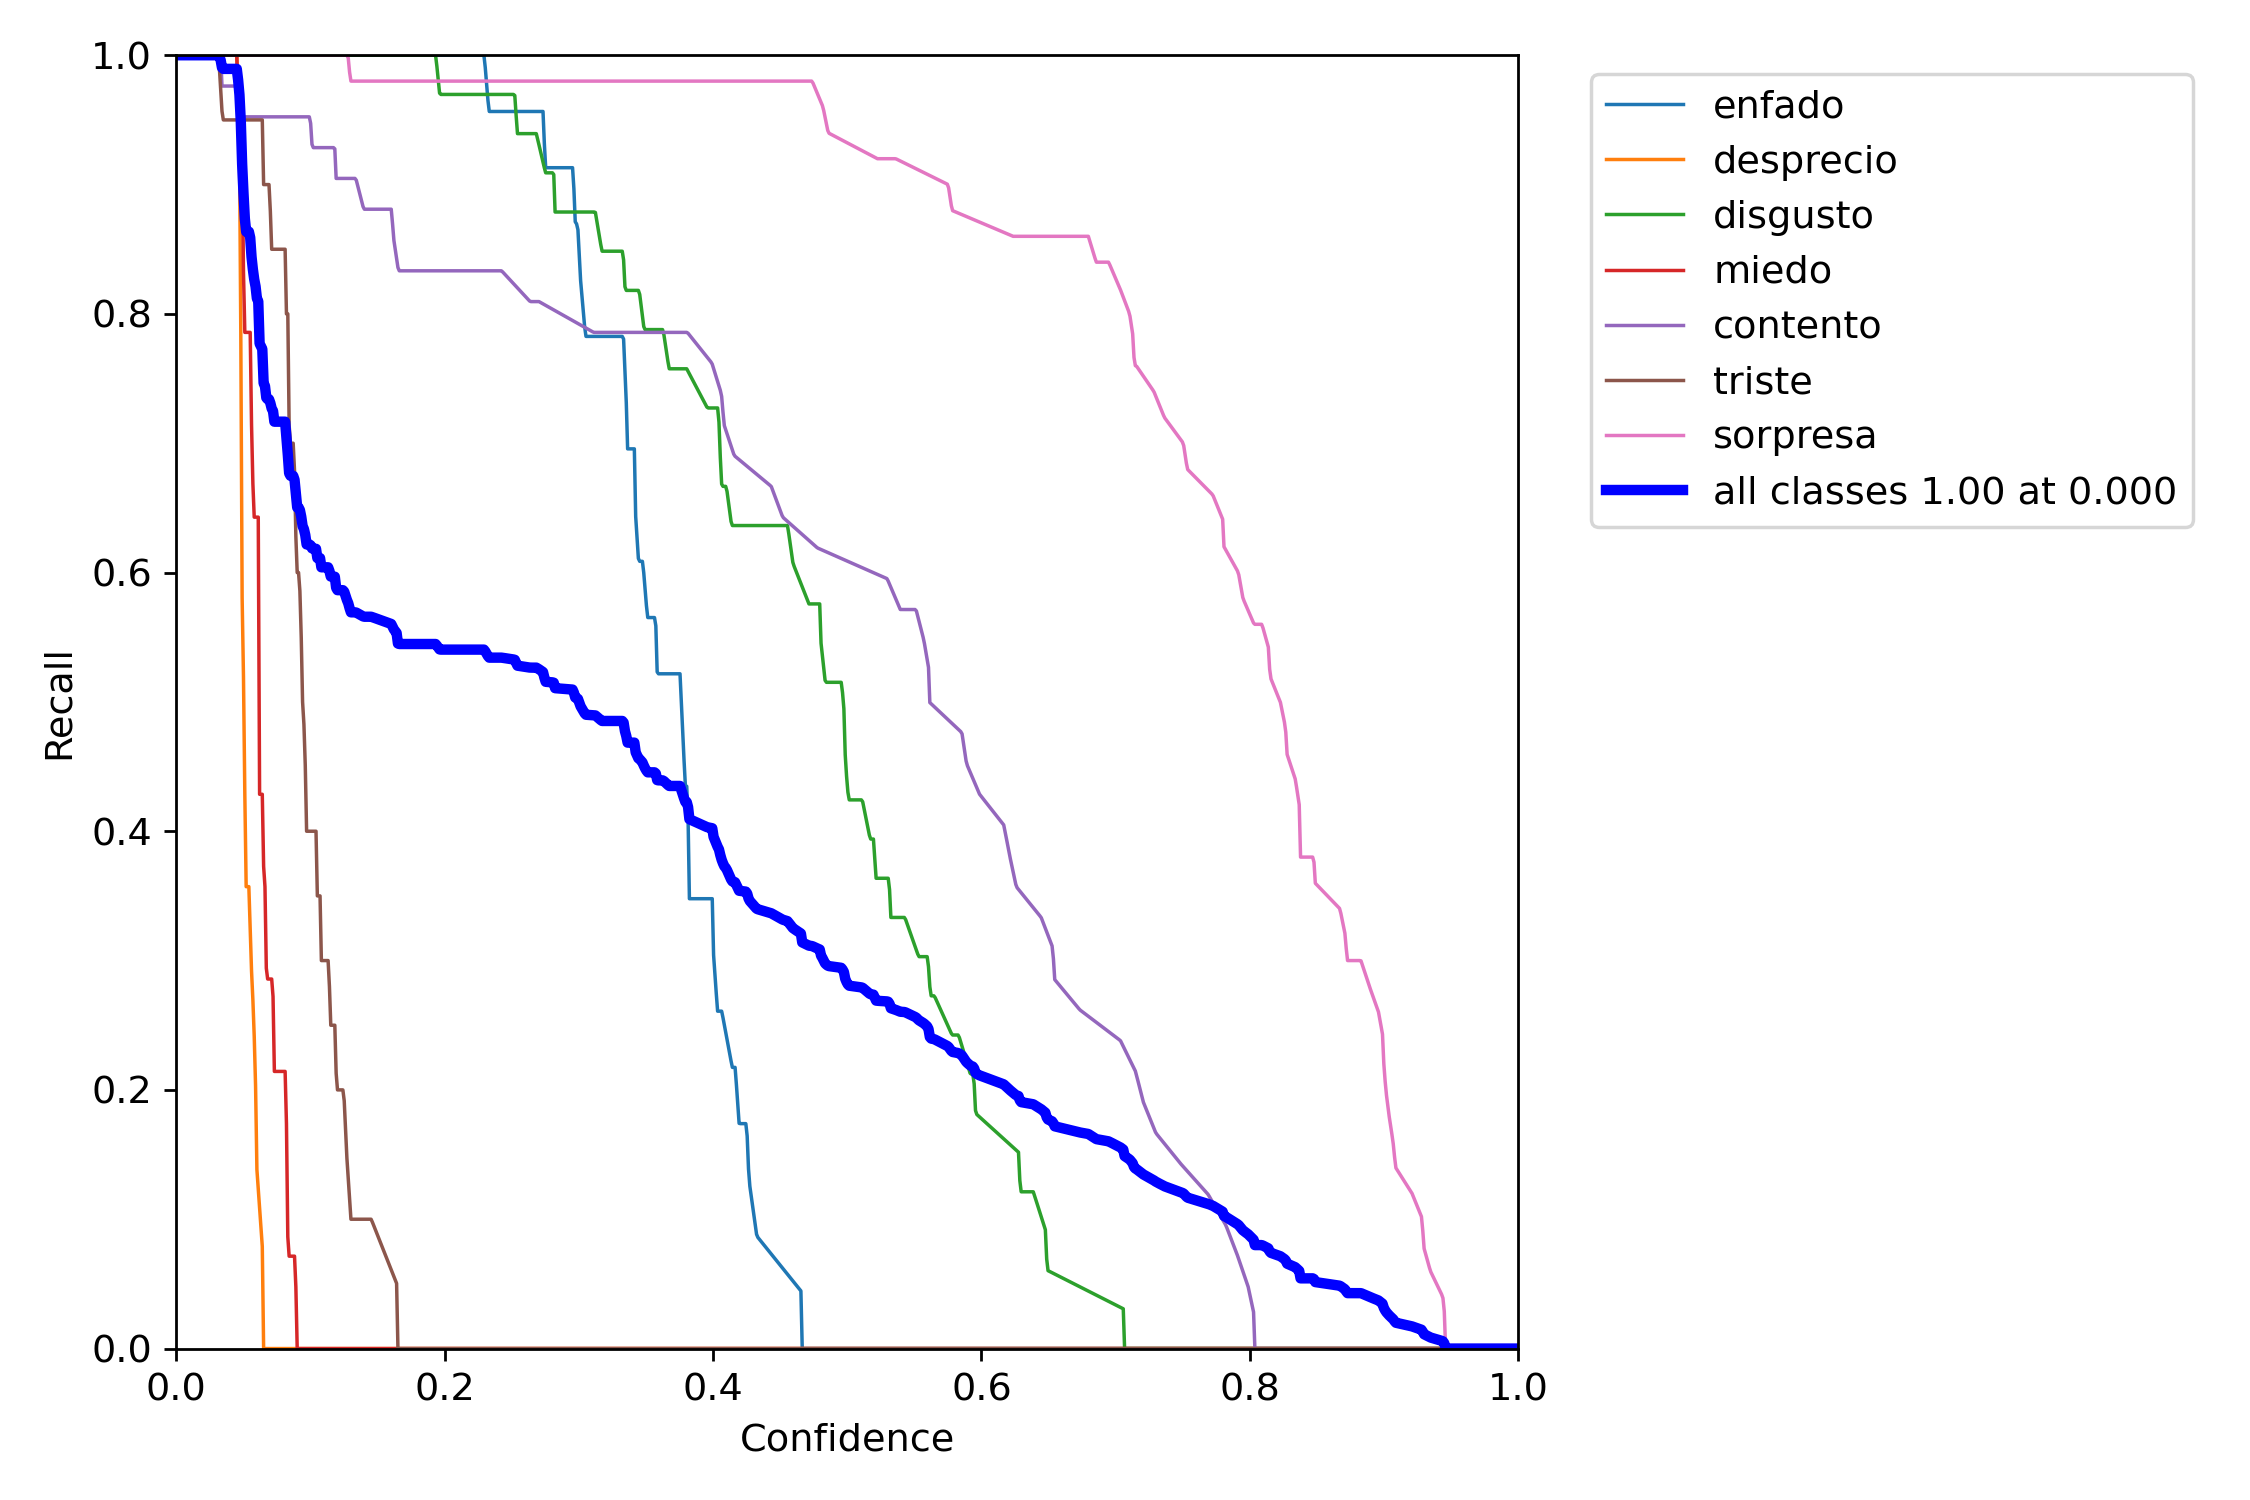 1.0
0.8
0.6
0.4
0.2
0.0
Recall
0.0 0.2 0.4 0.6 0.8 1.0
Confidence
enfado
desprecio
disgusto
miedo
contento
triste
sorpresa
all classes 1.00 at 0.000